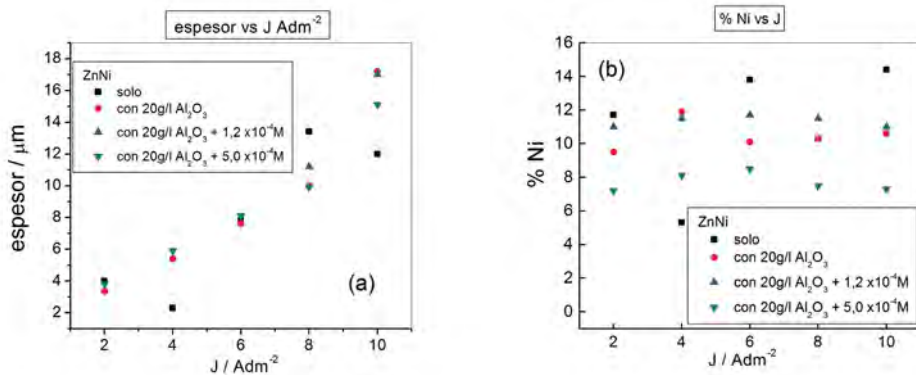 espesor vs J Adm-2
18
16
14
12
10
8
6
4
2
espesor / μm
ZnNi
solo
con 20g/l Al2O3
con 20g/l Al2O3 + 1,2 x10-4M
con 20g/l Al2O3 + 5,0 x10-4M
(a)
2 4 6 8 10
J / Adm-2
% Ni vs J
16
14
12
10
8
6
4
2
0
% Ni
(b)
ZnNi
solo
con 20g/l Al2O3
con 20g/l Al2O3 + 1,2 x10-4M
con 20g/l Al2O3 + 5,0 x10-4M
2 4 6 8 10
J / Adm-2